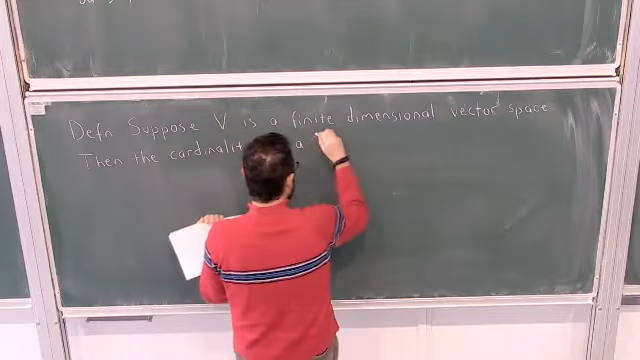 Defn Suppose V is a finite dimensional vector space
Then the cardinalit a